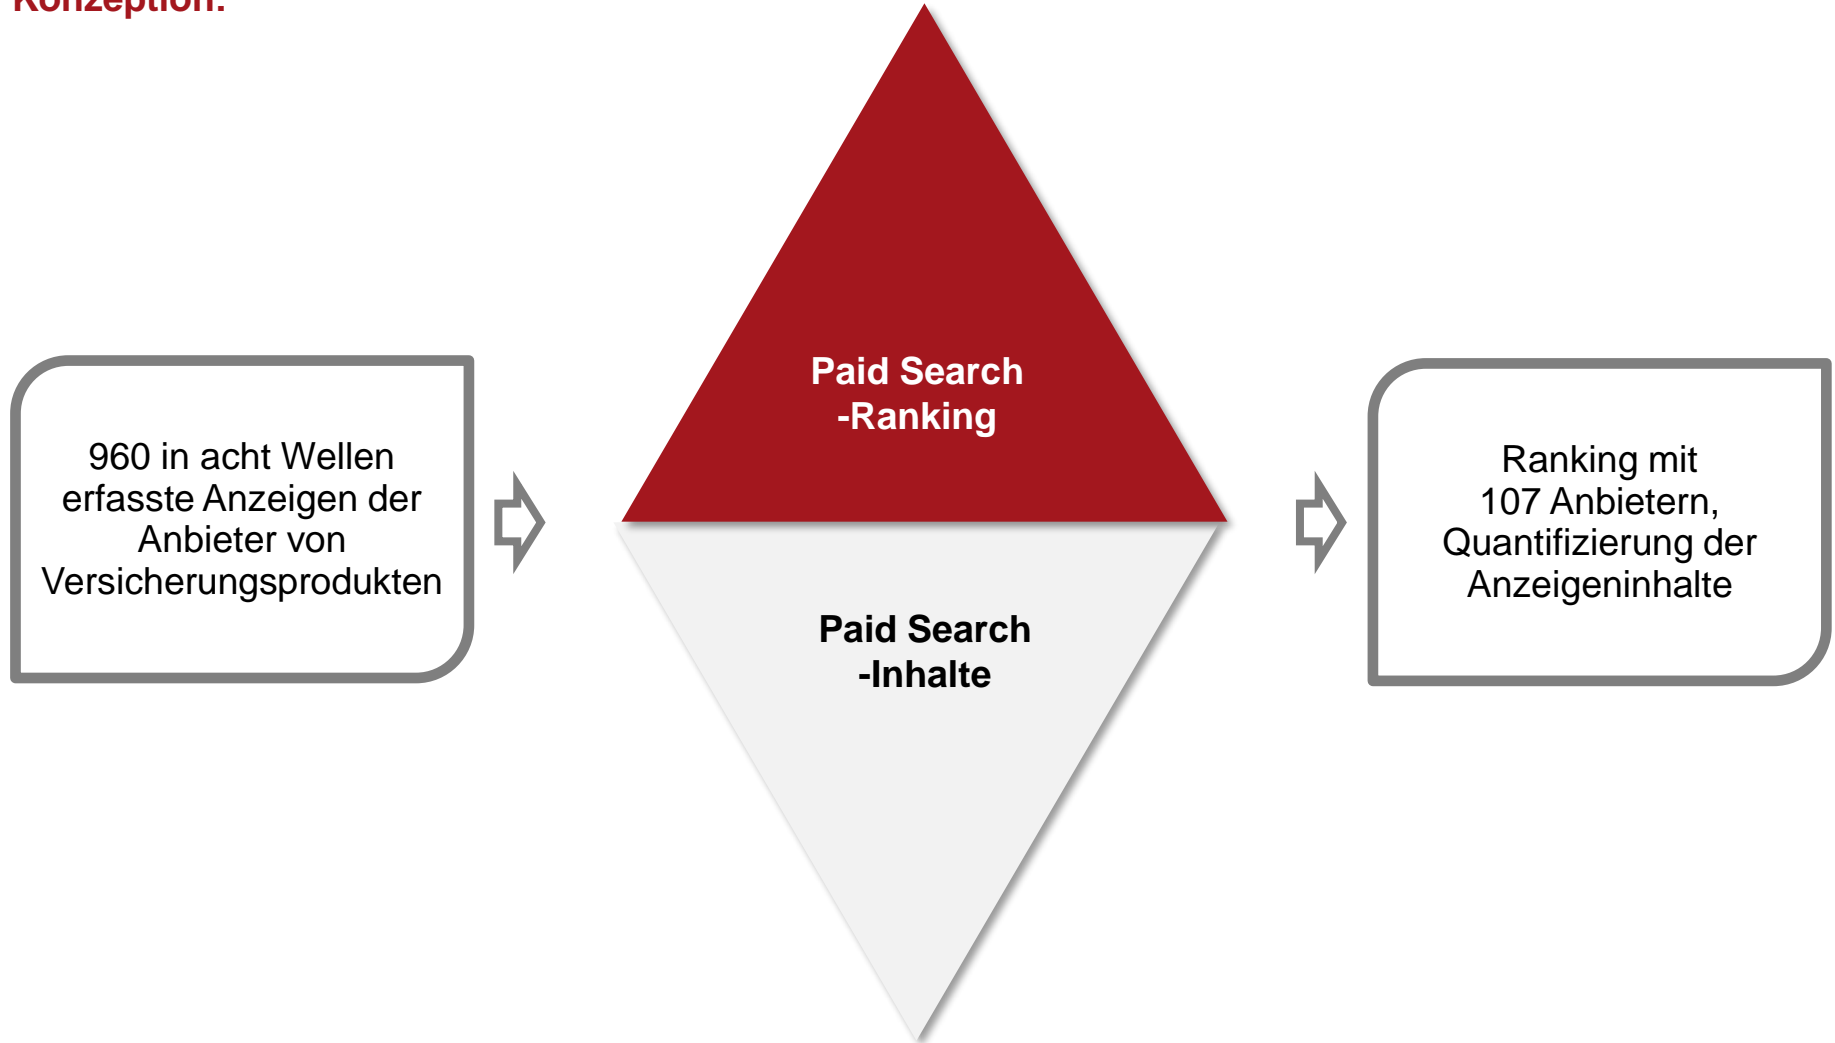 Konzeption:
960 in acht Wellen
erfasste Anzeigen der
Anbieter von
Versicherungsprodukten
Paid Search
-Ranking
Paid Search
-Inhalte
Ranking mit
107 Anbietern,
Quantifizierung der
Anzeigeninhalte